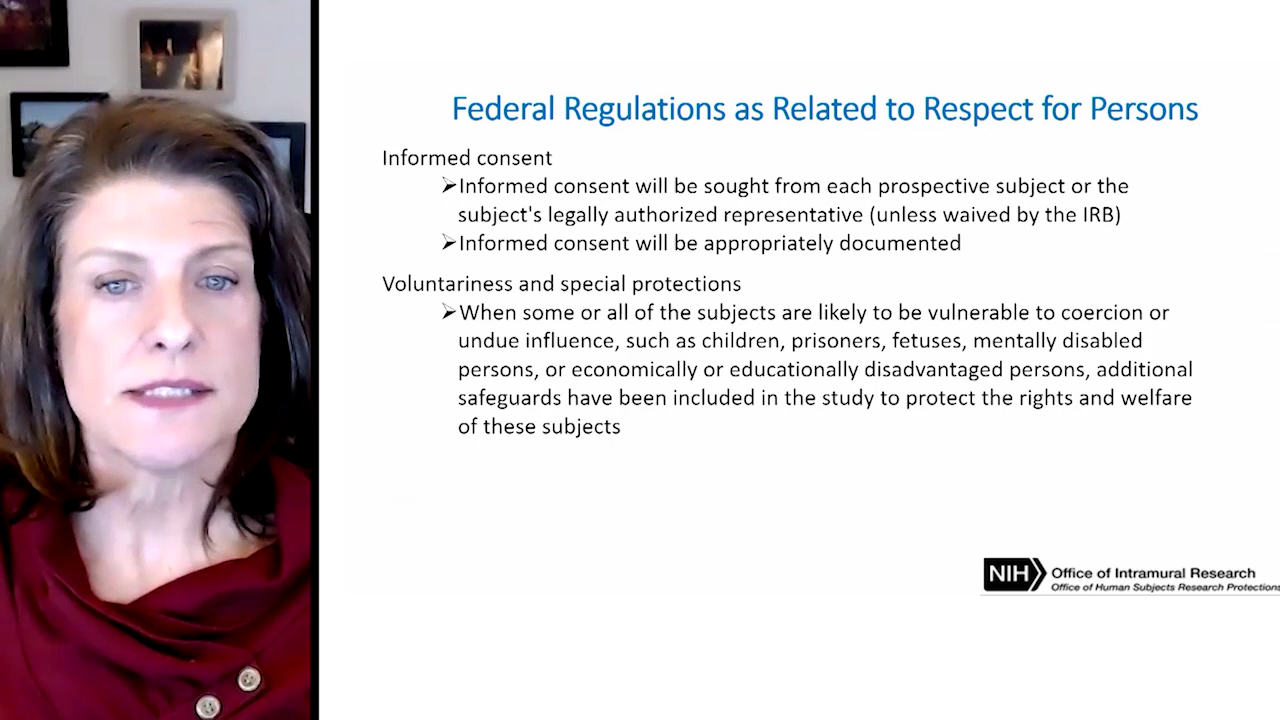 Federal Regulations as Related to Respect for Persons
Informed consent
➢Informed consent will be sought from each prospective subject or the
subject's legally authorized representative (unless waived by the IRB)
➢Informed consent will be appropriately documented
Voluntariness and special protections
➢When some or all of the subjects are likely to be vulnerable to coercion or
undue influence, such as children, prisoners, fetuses, mentally disabled
persons, or economically or educationally disadvantaged persons, additional
safeguards have been included in the study to protect the rights and welfare
of these subjects
NIH Office of Intramural Research
Office of Human Subjects Research Protections